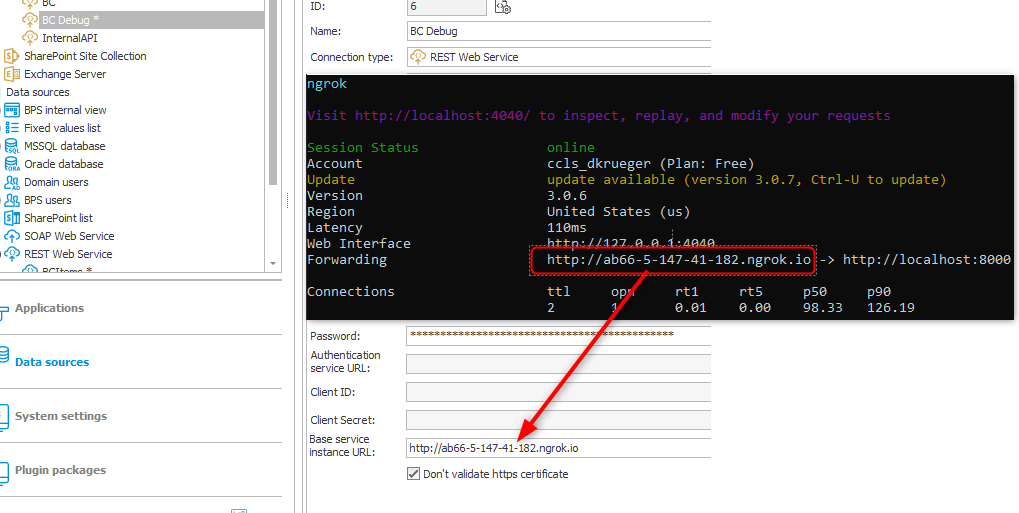 BC
BC Debug *
InternalAPI
SharePoint Site Collection
Exchange Server
Data sources
BPS internal view
Fixed values list
MSSQL database
Oracle database
Domain users
BPS users
SharePoint list
SOAP Web Service
REST Web Service
BCItems *
Applications
Data sources
System settings
Plugin packages
ID: 6
Name: BC Debug
Connection type: REST Web Service
ngrok
Visit http://localhost:4040/ to inspect, replay, and modify your requests
Session Status online
Account ccls_dkrueger (Plan: Free)
Update update available (version 3.0.7, Ctrl-U to update)
Version 3.0.6
Region United States (us)
Latency 110ms
Web Interface http://127.0.0.1:4040
Forwarding http://ab66-5-147-41-182.ngrok.io -> http://localhost:8000
Connections ttl opn rt1 rt5 p50 p90
2 1 0.01 0.00 98.33 126.19
Password: *******************************************
Authentication
service URL:
Client ID:
Client Secret:
Base service
instance URL: http://ab66-5-147-41-182.ngrok.io
Don't validate https certificate